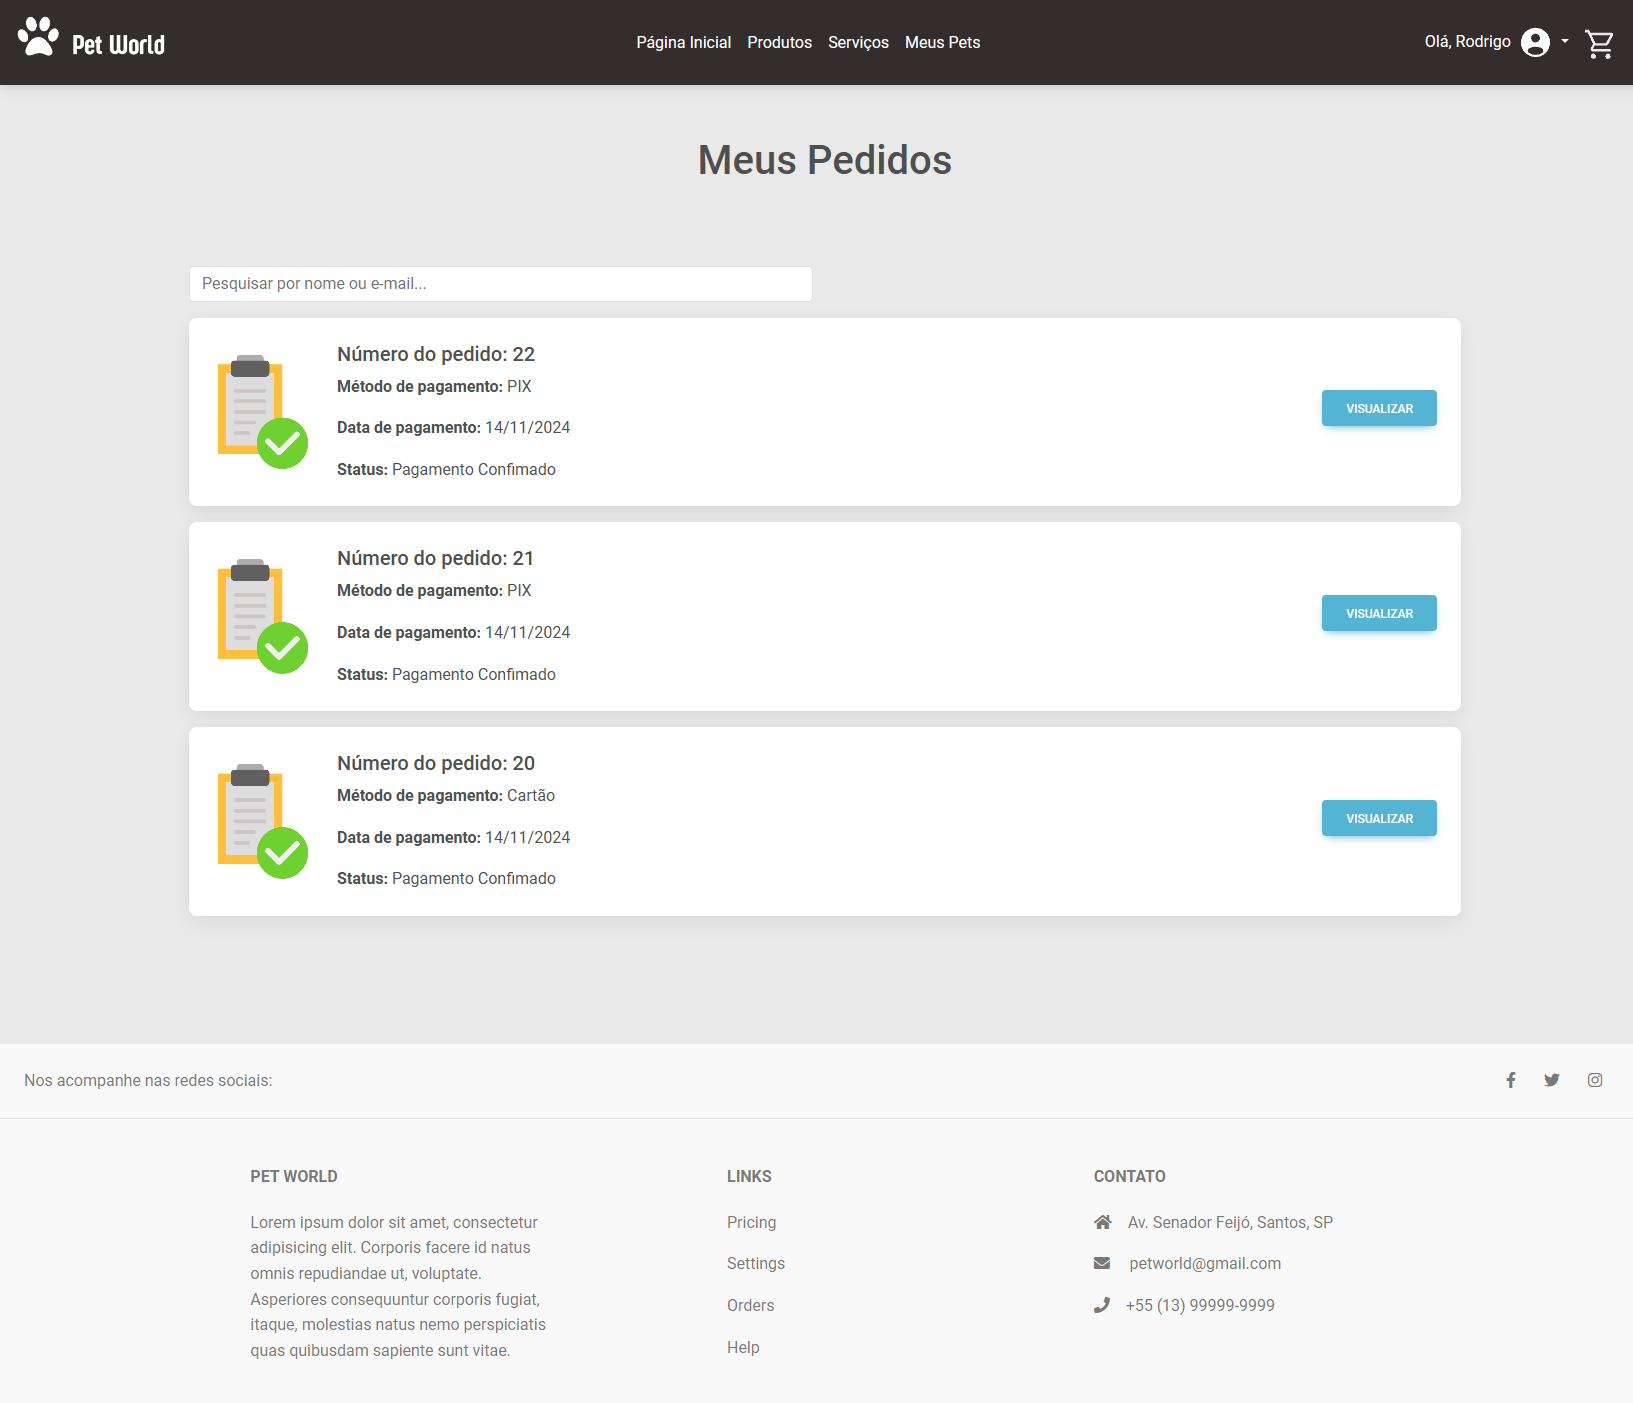 Pet World
Página Inicial Produtos Serviços Meus Pets
Olá, Rodrigo
Meus Pedidos
Pesquisar por nome ou e-mail...
Número do pedido: 22
Método de pagamento: PIX
Data de pagamento: 14/11/2024
Status: Pagamento Confimado
VISUALIZAR
Número do pedido: 21
Método de pagamento: PIX
Data de pagamento: 14/11/2024
Status: Pagamento Confimado
VISUALIZAR
Número do pedido: 20
Método de pagamento: Cartão
Data de pagamento: 14/11/2024
Status: Pagamento Confimado
VISUALIZAR
Nos acompanhe nas redes sociais:
PET WORLD
Lorem ipsum dolor sit amet, consectetur
adipisicing elit. Corporis facere id natus
omnis repudiandae ut, voluptate.
Asperiores consequuntur corporis fugiat,
itaque, molestias natus nemo perspiciatis
quas quibusdam sapiente sunt vitae.
LINKS
Pricing
Settings
Orders
Help
CONTATO
Av. Senador Feijó, Santos, SP
petworld@gmail.com
+55 (13) 99999-9999